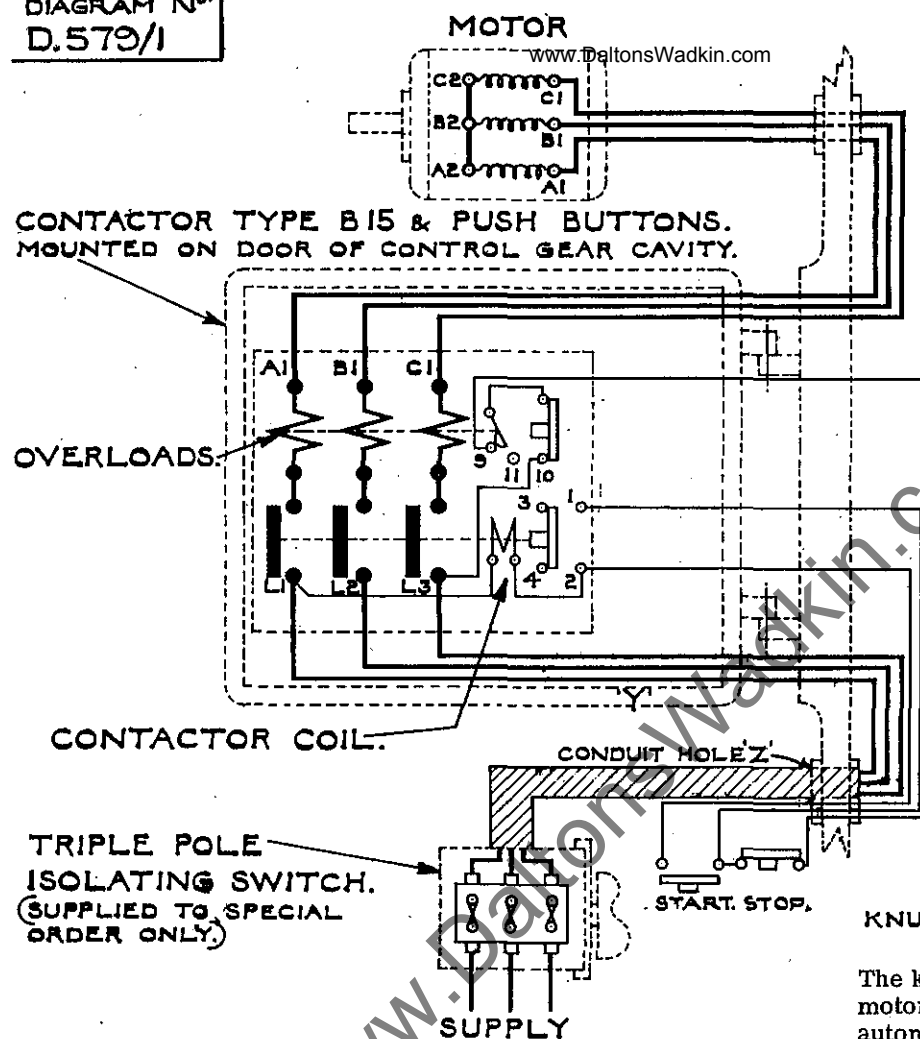 DIAGRAM Nº.
D.579/1
MOTOR
www.DaltonsWadkin.com
C2
C1
B2
B1
A2
A1
CONTACTOR TYPE B15 & PUSH BUTTONS.
MOUNTED ON DOOR OF CONTROL GEAR CAVITY.
A1 B1 C1
OVERLOADS.
9 11 10
3 1
4 2
L1 L2 L3
'Y'
CONTACTOR COIL.
CONDUIT HOLE 'Z'
TRIPLE POLE
ISOLATING SWITCH.
(SUPPLIED TO SPECIAL
ORDER ONLY.)
START. STOP.
SUPPLY
KNU
The k
motor
auton
www.DaltonsWadkin.c